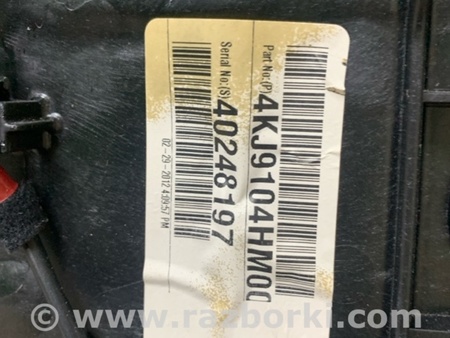 Part No:(P)
4KJ9104HM00
Serial No:(S)
40248197
02-29-2012 4:09:57 PM
© www.razborki.com